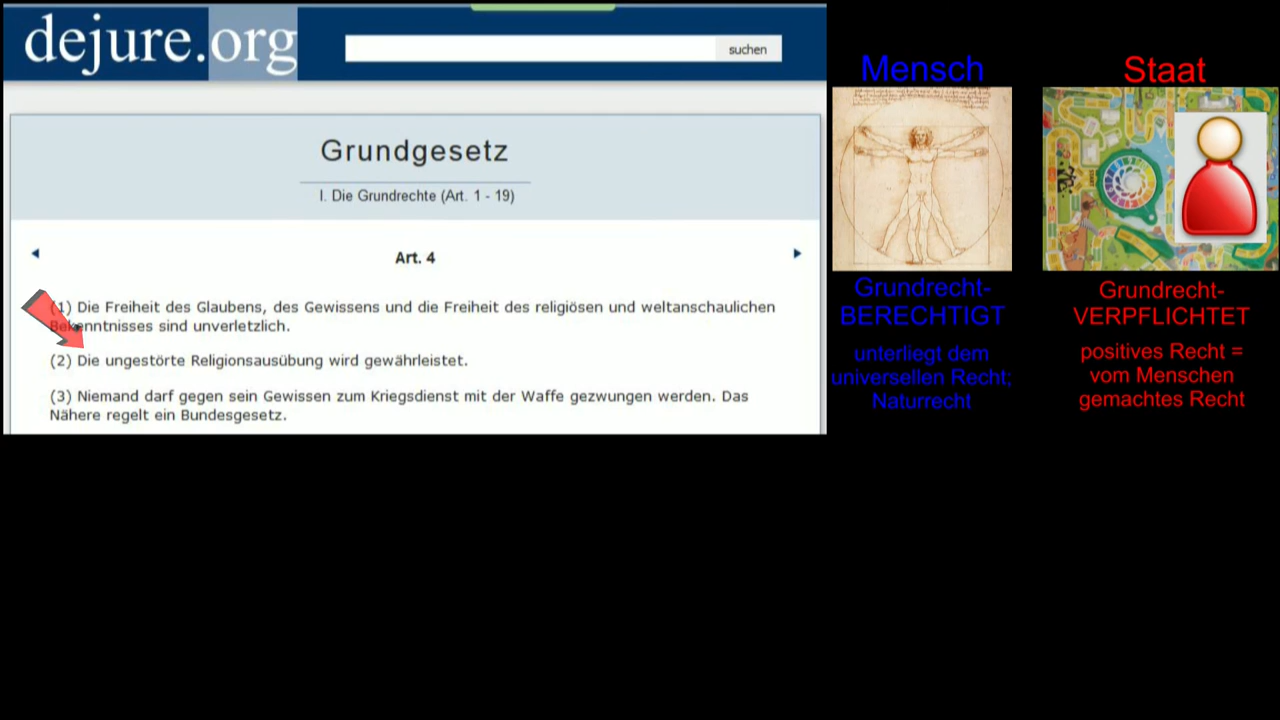 dejure.org
suchen
Grundgesetz
I. Die Grundrechte (Art. 1 - 19)
Art. 4
(1) Die Freiheit des Glaubens, des Gewissens und die Freiheit des religiösen und weltanschaulichen
Bekenntnisses sind unverletzlich.
(2) Die ungestörte Religionsausübung wird gewährleistet.
(3) Niemand darf gegen sein Gewissen zum Kriegsdienst mit der Waffe gezwungen werden. Das
Nähere regelt ein Bundesgesetz.
Mensch
Grundrecht-
BERECHTIGT
unterliegt dem
universellen Recht;
Naturrecht
Staat
Grundrecht-
VERPFLICHTET
positives Recht =
vom Menschen
gemachtes Recht